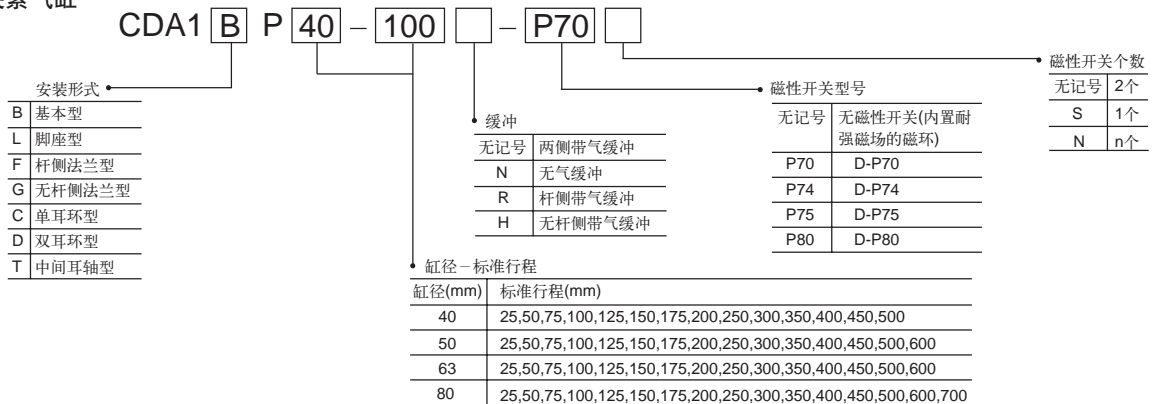 气缸
CDA1 B P 40 - 100 □ - P70 □
安装形式
B 基本型
L 脚座型
F 杆侧法兰型
G 无杆侧法兰型
C 单耳环型
D 双耳环型
T 中间耳轴型
缓冲
无记号 两侧带气缓冲
N 无气缓冲
R 杆侧带气缓冲
H 无杆侧带气缓冲
磁性开关型号
无记号 无磁性开关(内置耐
强磁场的磁环)
P70 D-P70
P74 D-P74
P75 D-P75
P80 D-P80
磁性开关个数
无记号 2个
S 1个
N n个
缸径-标准行程
缸径(mm) 标准行程(mm)
40 25,50,75,100,125,150,175,200,250,300,350,400,450,500
50 25,50,75,100,125,150,175,200,250,300,350,400,450,500,600
63 25,50,75,100,125,150,175,200,250,300,350,400,450,500,600
80 25,50,75,100,125,150,175,200,250,300,350,400,450,500,600,700